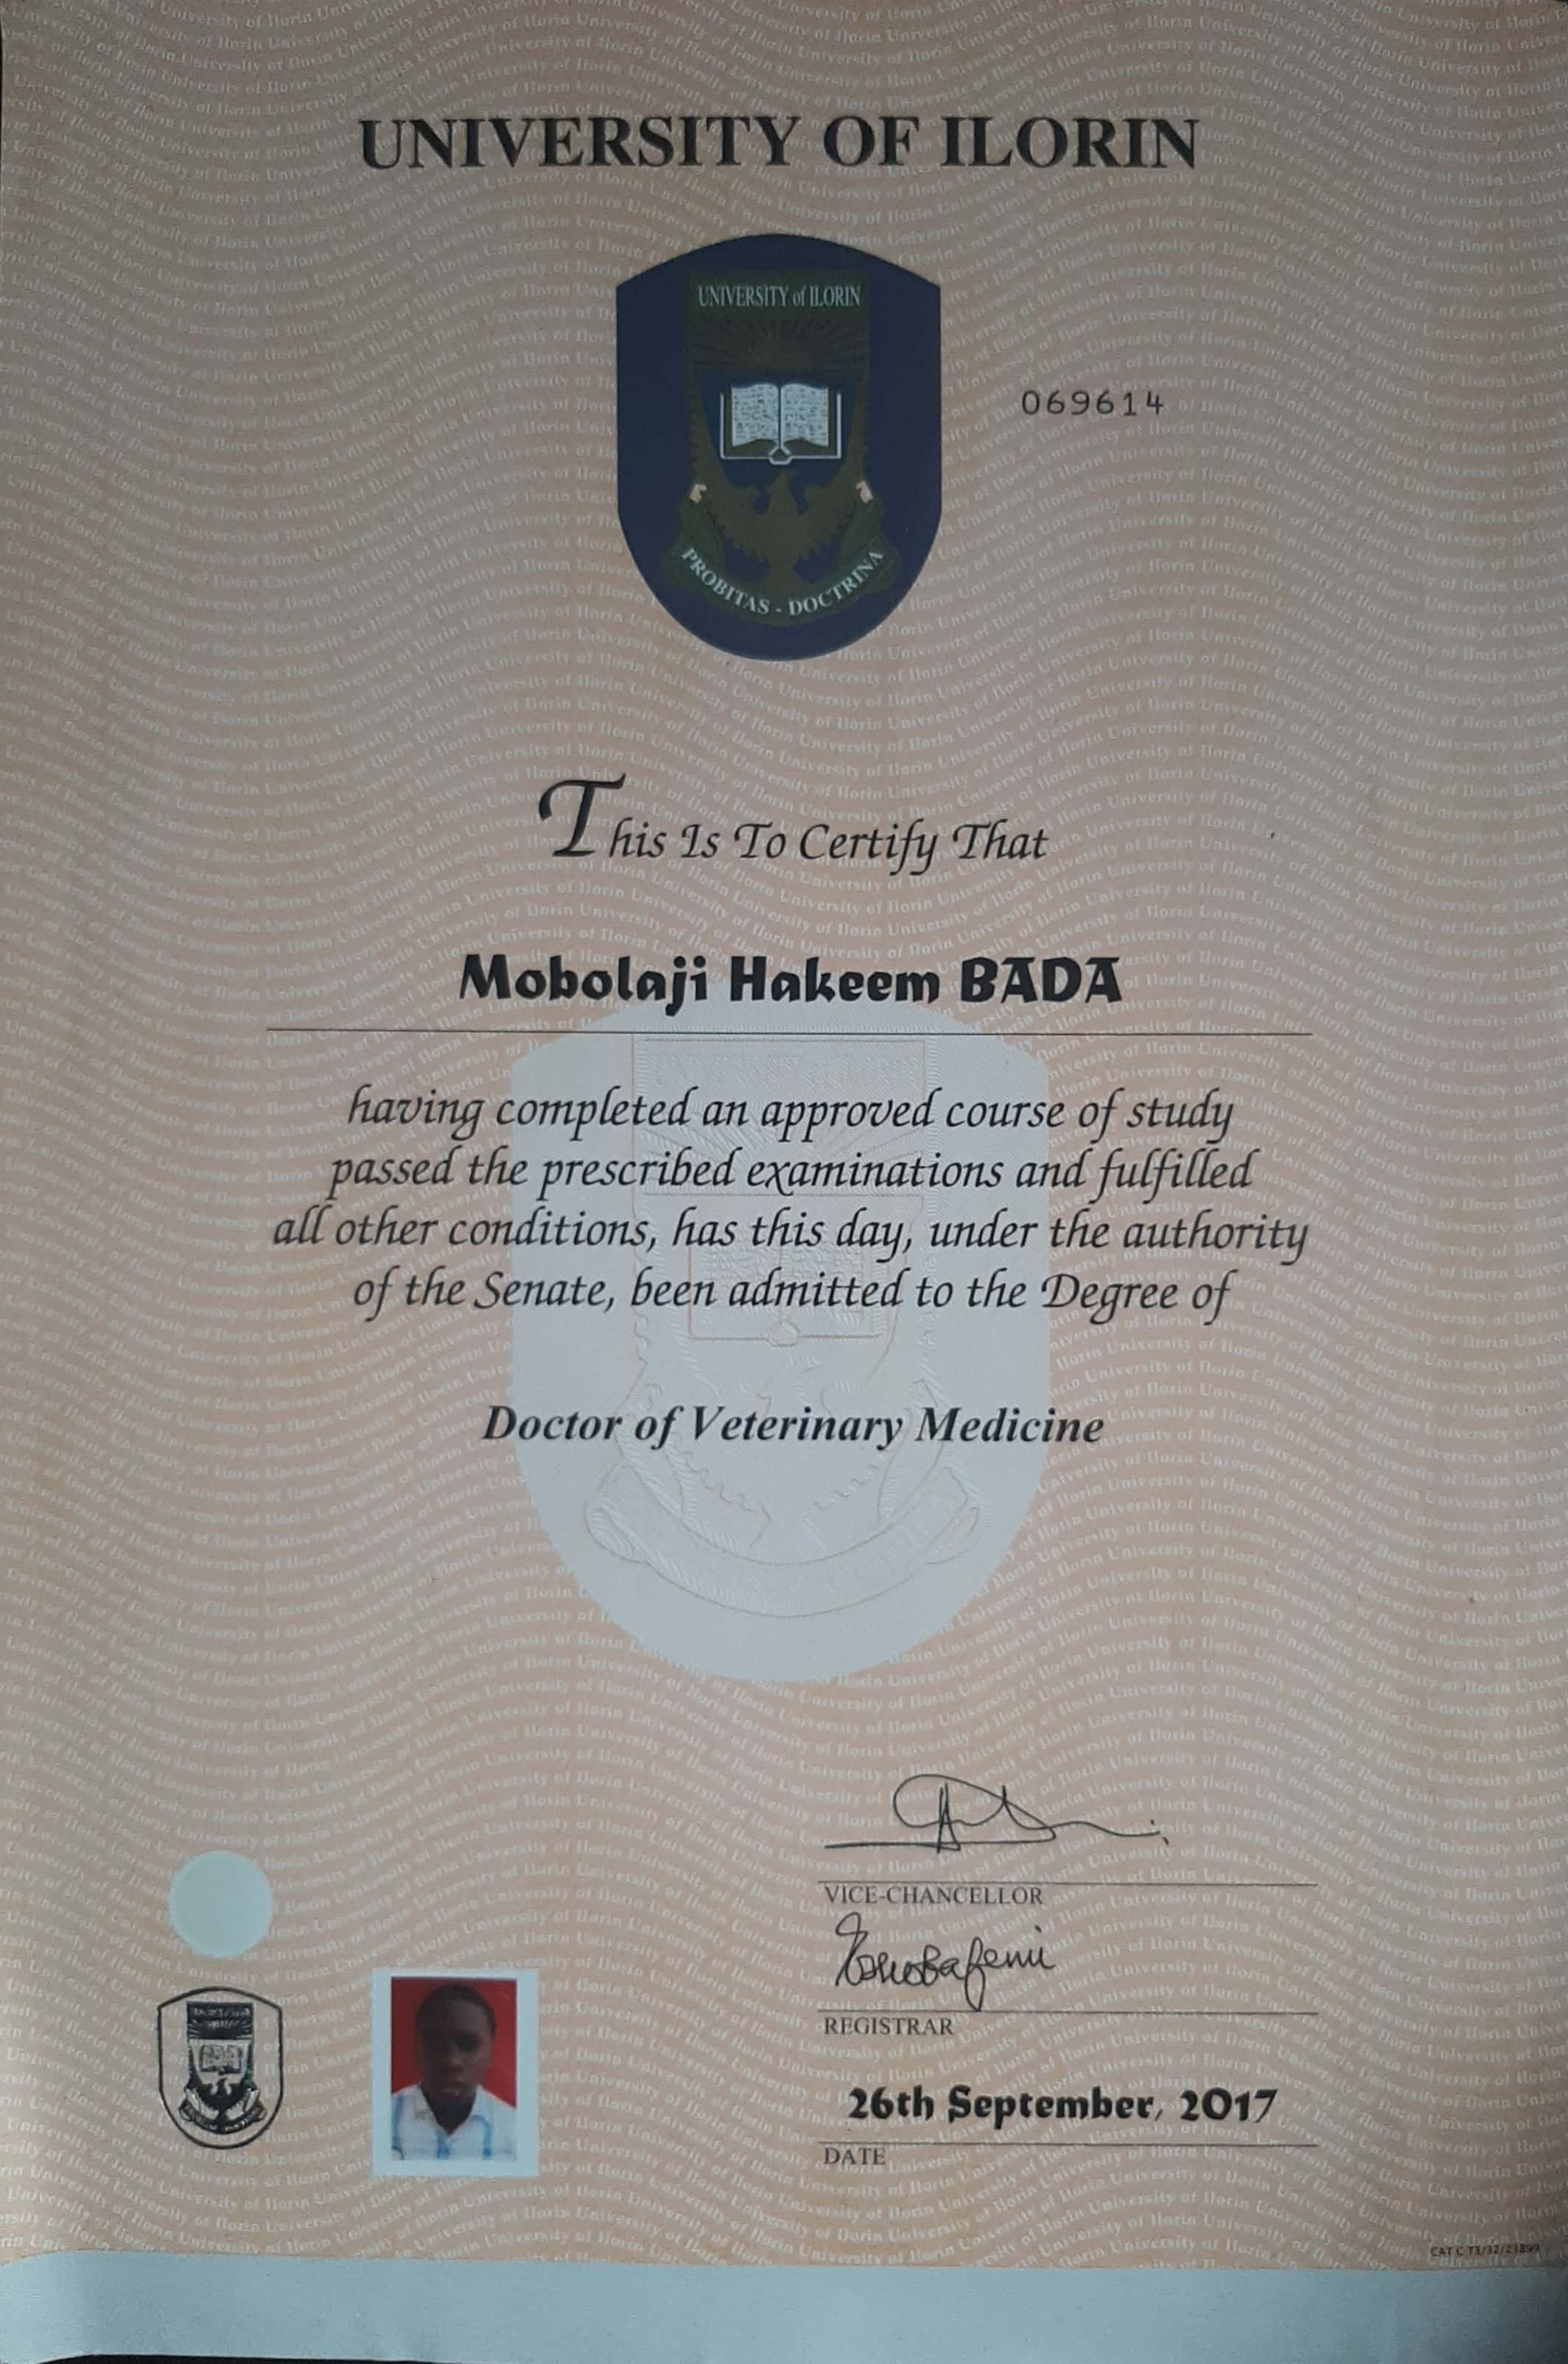 UNIVERSITY OF ILORIN
UNIVERSITY of ILORIN
069614
PROBITAS - DOCTRINA
This Is To Certify That
Mobolaji Hakeem BADA
having completed an approved course of study
passed the prescribed examinations and fulfilled
all other conditions, has this day, under the authority
of the Senate, been admitted to the Degree of
Doctor of Veterinary Medicine
VICE-CHANCELLOR
REGISTRAR
26th September, 2017
DATE
CAT C T3/32/23899